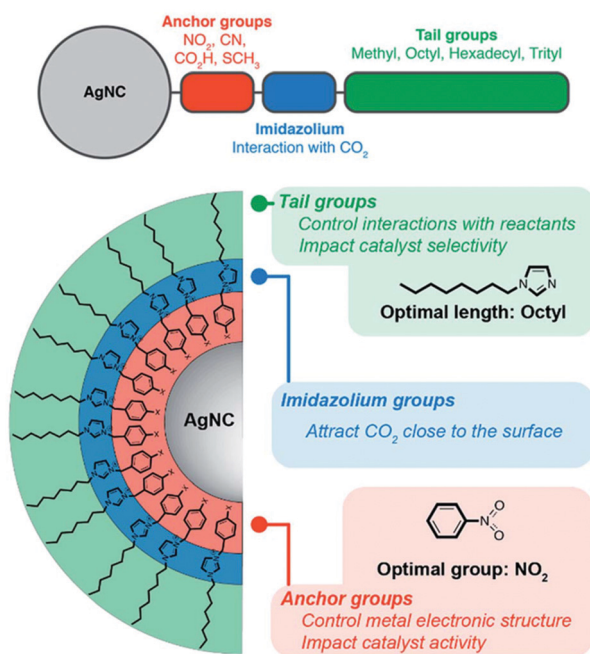 Anchor groups
NO₂, CN,
CO₂H, SCH₃
Tail groups
Methyl, Octyl, Hexadecyl, Trityl
AgNC
Imidazolium
Interaction with CO₂
Tail groups
Control interactions with reactants
Impact catalyst selectivity
N
N
Optimal length: Octyl
Imidazolium groups
Attract CO₂ close to the surface
AgNC
O
N
O
Optimal group: NO₂
Anchor groups
Control metal electronic structure
Impact catalyst activity